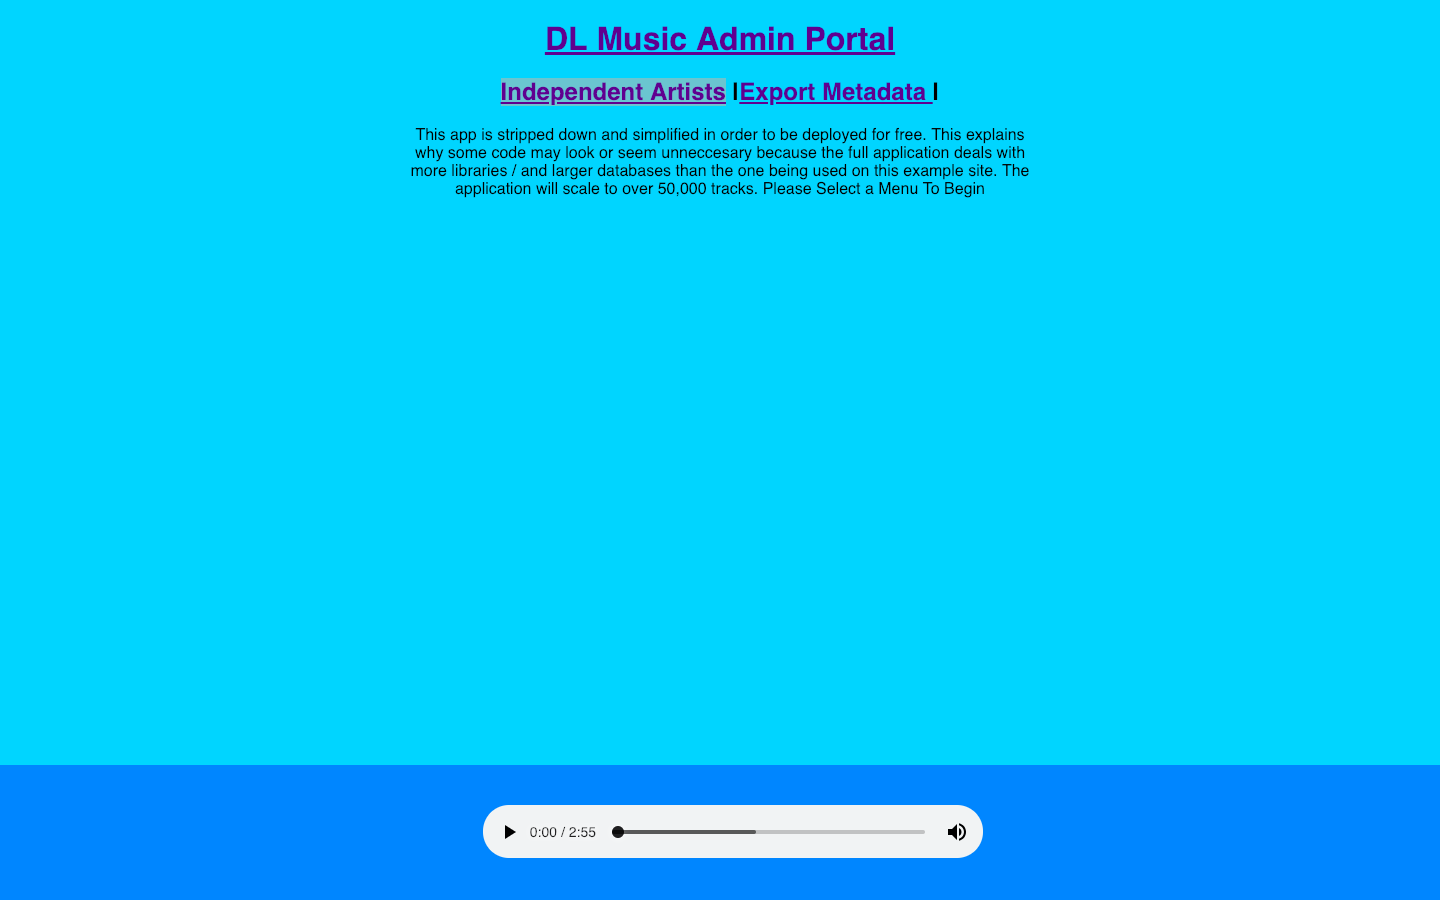 DL Music Admin Portal
Independent Artists |Export Metadata |
This app is stripped down and simplified in order to be deployed for free. This explains
why some code may look or seem unneccesary because the full application deals with
more libraries / and larger databases than the one being used on this example site. The
application will scale to over 50,000 tracks. Please Select a Menu To Begin
0:00 / 2:55